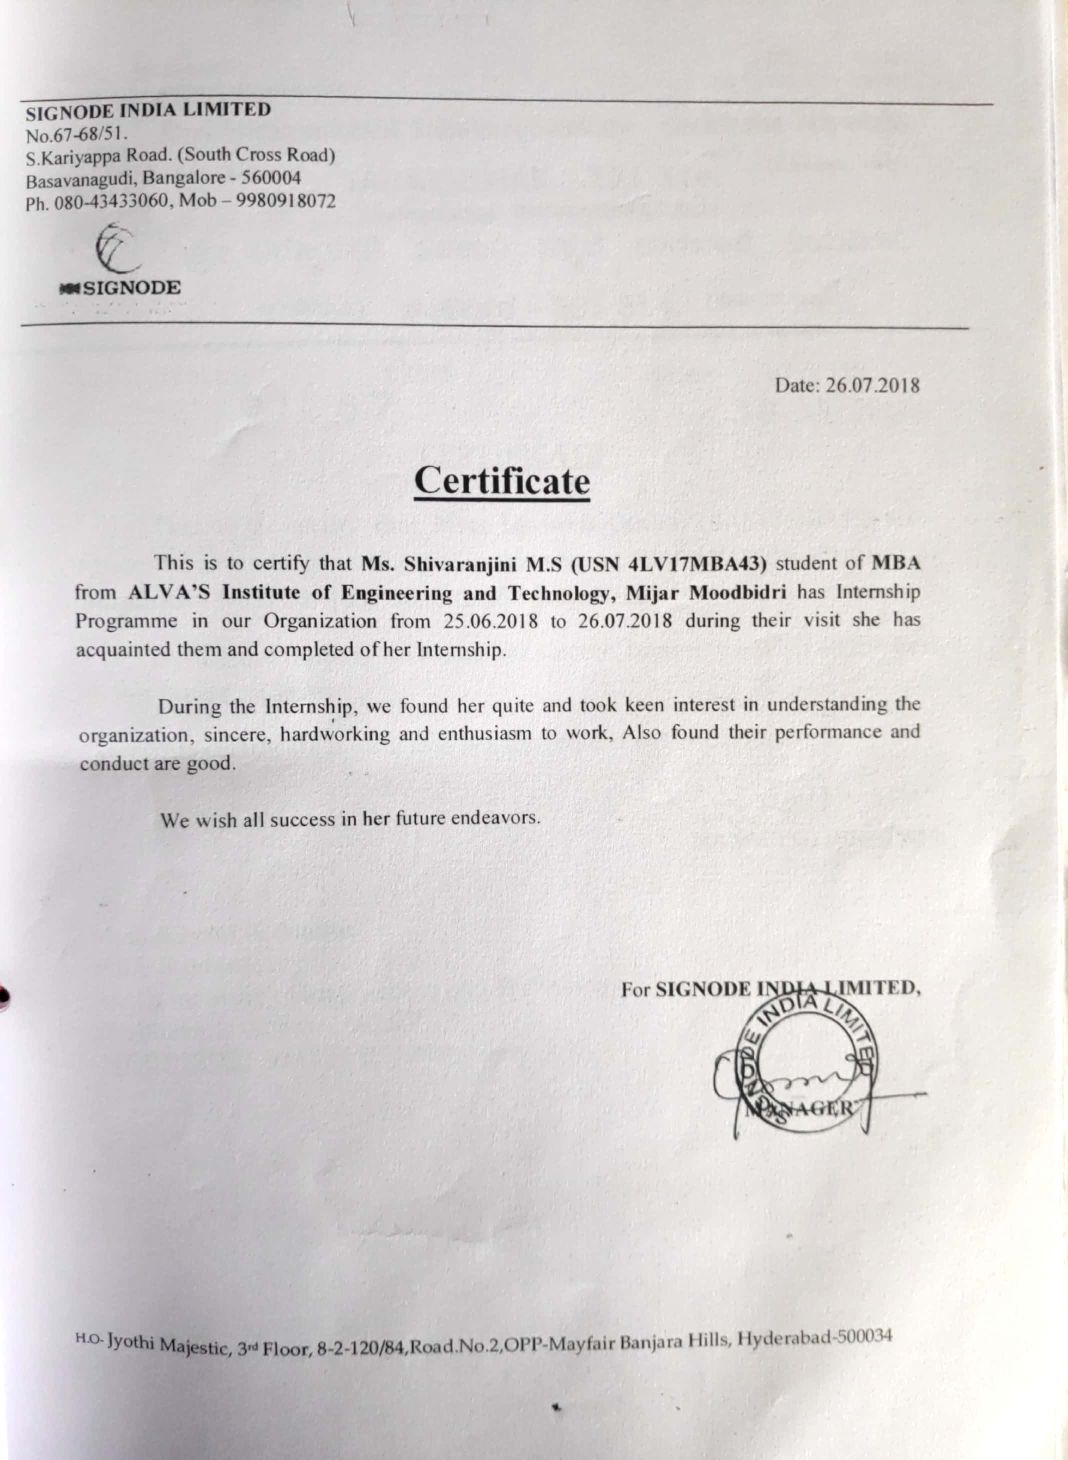 SIGNODE INDIA LIMITED
No.67-68/51.
S.Kariyappa Road. (South Cross Road)
Basavanagudi, Bangalore - 560004
Ph. 080-43433060, Mob – 9980918072
SIGNODE
Date: 26.07.2018
Certificate
This is to certify that Ms. Shivaranjini M.S (USN 4LV17MBA43) student of MBA
from ALVA'S Institute of Engineering and Technology, Mijar Moodbidri has Internship
Programme in our Organization from 25.06.2018 to 26.07.2018 during their visit she has
acquainted them and completed of her Internship.
During the Internship, we found her quite and took keen interest in understanding the
organization, sincere, hardworking and enthusiasm to work, Also found their performance and
conduct are good.
We wish all success in her future endeavors.
For SIGNODE INDIA LIMITED,
SIGNODE INDIA LIMITED
MANAGER
H.O- Jyothi Majestic, 3rd Floor, 8-2-120/84,Road.No.2,OPP-Mayfair Banjara Hills, Hyderabad-500034